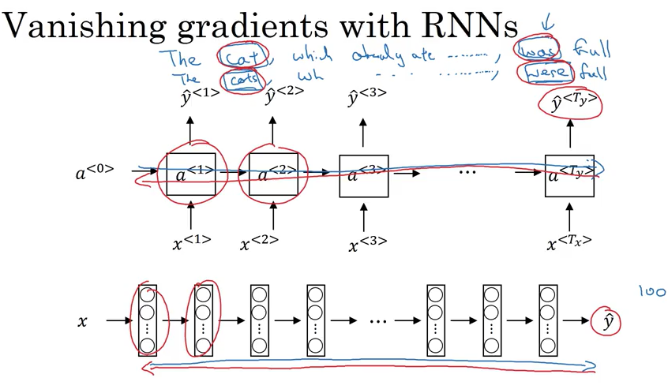 Vanishing gradients with RNNs
The cat, which already ate ........, was full
The cats, wh ........, were full
ŷ<1> ŷ<2> ŷ<3> ŷ<Ty>
a<0> a<1> a<2> a<3> ... a<Ty>
x<1> x<2> x<3> x<Tx>
100
x ... ŷ